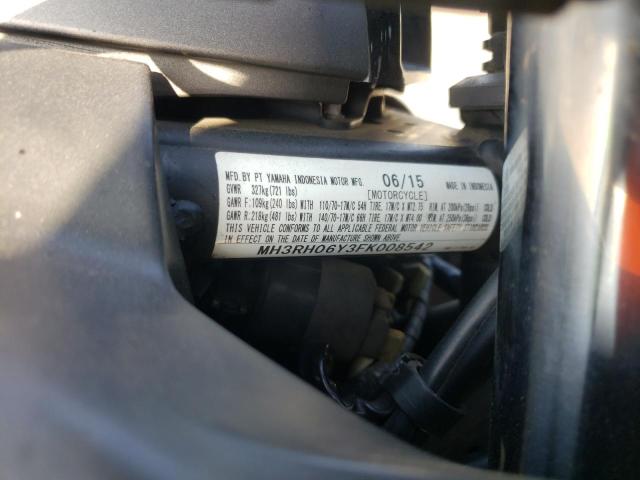 MFD. BY PT YAMAHA INDONESIA MOTOR MFG. 06/15 MADE IN INDONESIA
GVWR 327kg (721 lbs) [MOTORCYCLE]
GAWR F: 109kg (240 lbs) WITH 110/70-17M/C 54H TIRE, 17M/C x MT2.75 RIM, AT 200kPa(29psi) COLD
GAWR R: 218kg (481 lbs) WITH 140/70-17M/C 66H TIRE, 17M/C x MT4.00 RIM, AT 250kPa(36psi) COLD
THIS VEHICLE CONFORMS TO ALL APPLICABLE FEDERAL MOTOR VEHICLE SAFETY STANDARDS
IN EFFECT ON THE DATE OF MANUFACTURE SHOWN ABOVE.
MH3RH06Y3FK008542